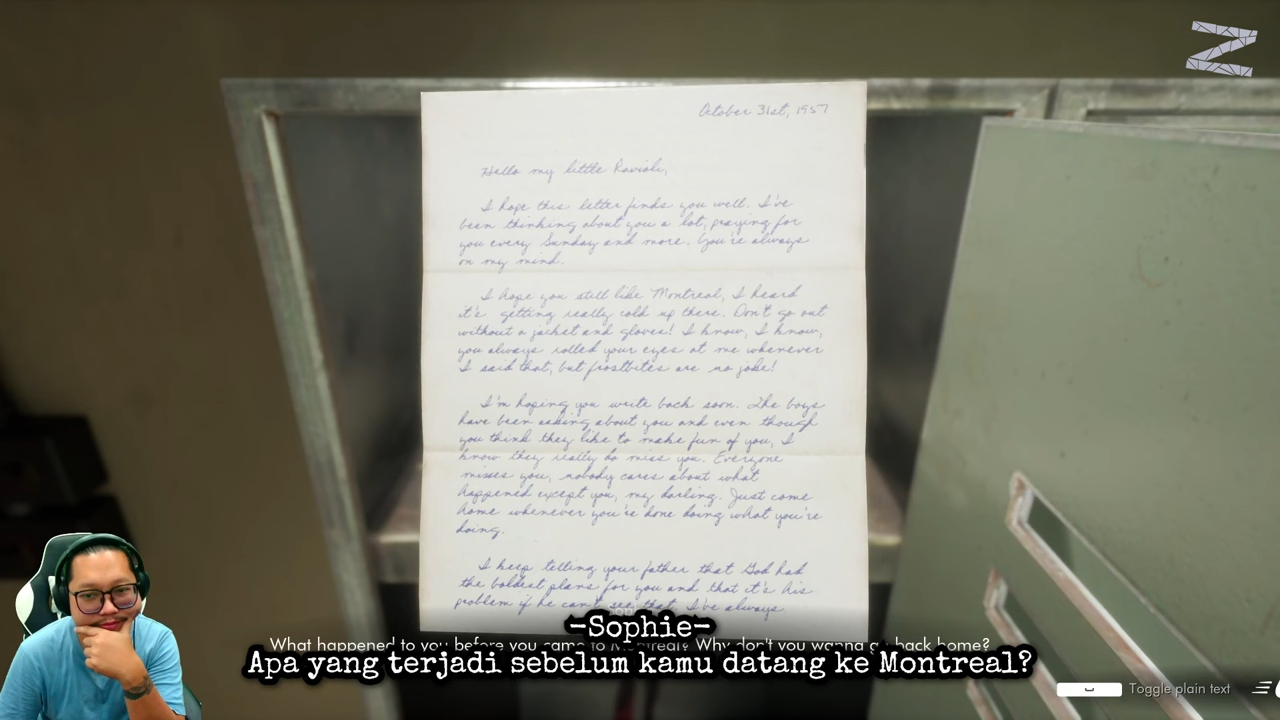 Z
October 31st, 1957
Hello my little Ravioli,
I hope this letter finds you well. I've
been thinking about you a lot, praying for
you every Sunday and more. You're always
on my mind.
I hope you still like Montreal, I heard
it's getting really cold up there. Don't go out
without a jacket and gloves! I know, I know,
you always rolled your eyes at me whenever
I said that, but frostbites are no joke!
I'm hoping you write back soon. The boys
have been asking about you and even though
you think they like to make fun of you, I
know they really do miss you. Everyone
misses you, nobody cares about what
happened except you, my darling. Just come
home whenever you're done doing what you're
doing.
I keep telling your father that God had
the boldest plans for you and that it's his
problem if he can't see that. I'be always
-Sophie-
What happened to you before you came to Montreal? Why don't you wanna go back home?
Apa yang terjadi sebelum kamu datang ke Montreal?
Toggle plain text